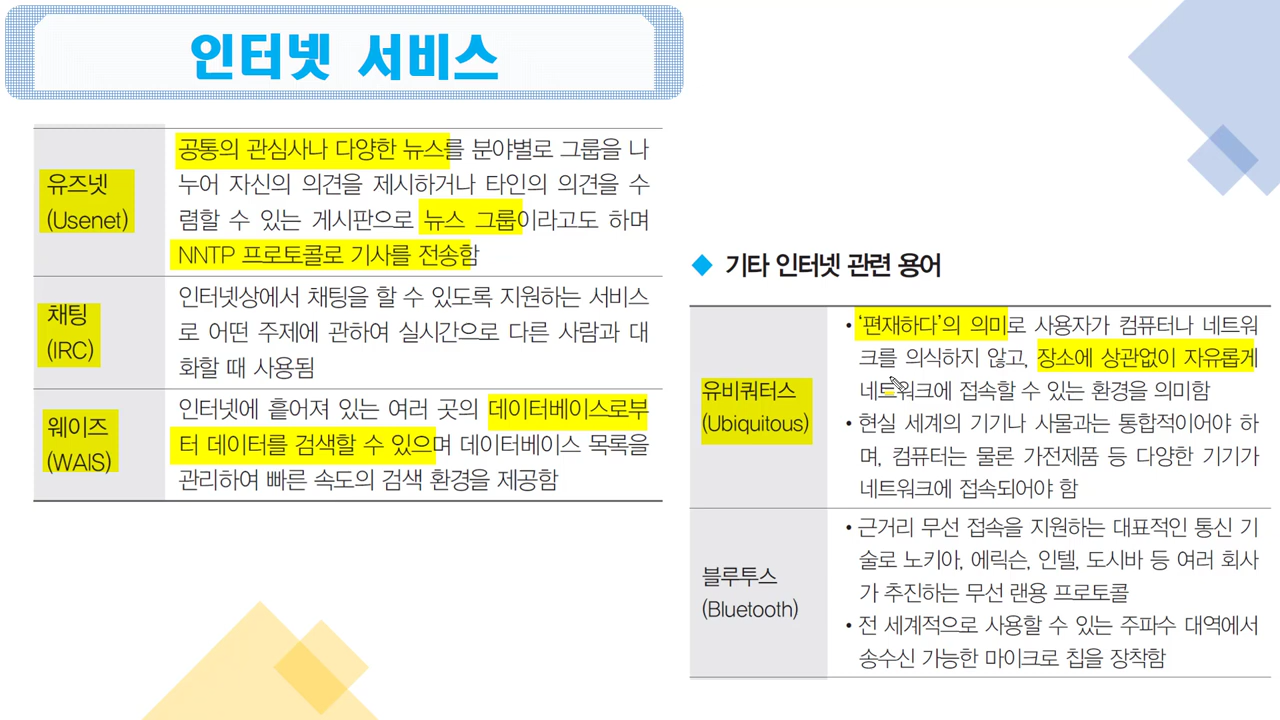 인터넷 서비스
유즈넷
(Usenet)
공통의 관심사나 다양한 뉴스를 분야별로 그룹을 나
누어 자신의 의견을 제시하거나 타인의 의견을 수
렴할 수 있는 게시판으로 뉴스 그룹이라고도 하며
NNTP 프로토콜로 기사를 전송함
채팅
(IRC)
인터넷상에서 채팅을 할 수 있도록 지원하는 서비스
로 어떤 주제에 관하여 실시간으로 다른 사람과 대
화할 때 사용됨
웨이즈
(WAIS)
인터넷에 흩어져 있는 여러 곳의 데이터베이스로부
터 데이터를 검색할 수 있으며 데이터베이스 목록을
관리하여 빠른 속도의 검색 환경을 제공함
◆ 기타 인터넷 관련 용어
유비쿼터스
(Ubiquitous)
• ‘편재하다’의 의미로 사용자가 컴퓨터나 네트워
크를 의식하지 않고, 장소에 상관없이 자유롭게
네트워크에 접속할 수 있는 환경을 의미함
• 현실 세계의 기기나 사물과는 통합적이어야 하
며, 컴퓨터는 물론 가전제품 등 다양한 기기가
네트워크에 접속되어야 함
블루투스
(Bluetooth)
• 근거리 무선 접속을 지원하는 대표적인 통신 기
술로 노키아, 에릭슨, 인텔, 도시바 등 여러 회사
가 추진하는 무선 랜용 프로토콜
• 전 세계적으로 사용할 수 있는 주파수 대역에서
송수신 가능한 마이크로 칩을 장착함